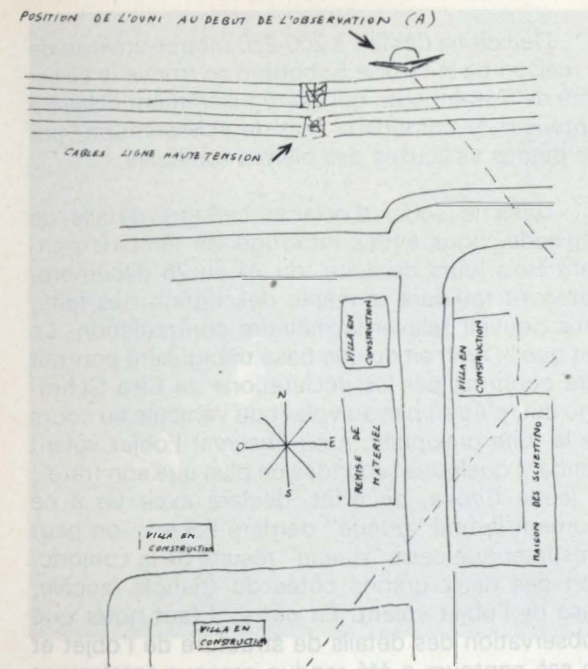 POSITION DE L'OUNI AU DEBUT DE L'OBSERVATION (A)
CABLES LIGNE HAUTE TENSION
VILLA EN
CONSTRUCTION
VILLA EN
CONSTRUCTION
N
O
E
S
REMISE DE
MATERIEL
MAISON DES SCHETTINO
VILLA EN
CONSTRUCTION
VILLA EN
CONSTRUCTION